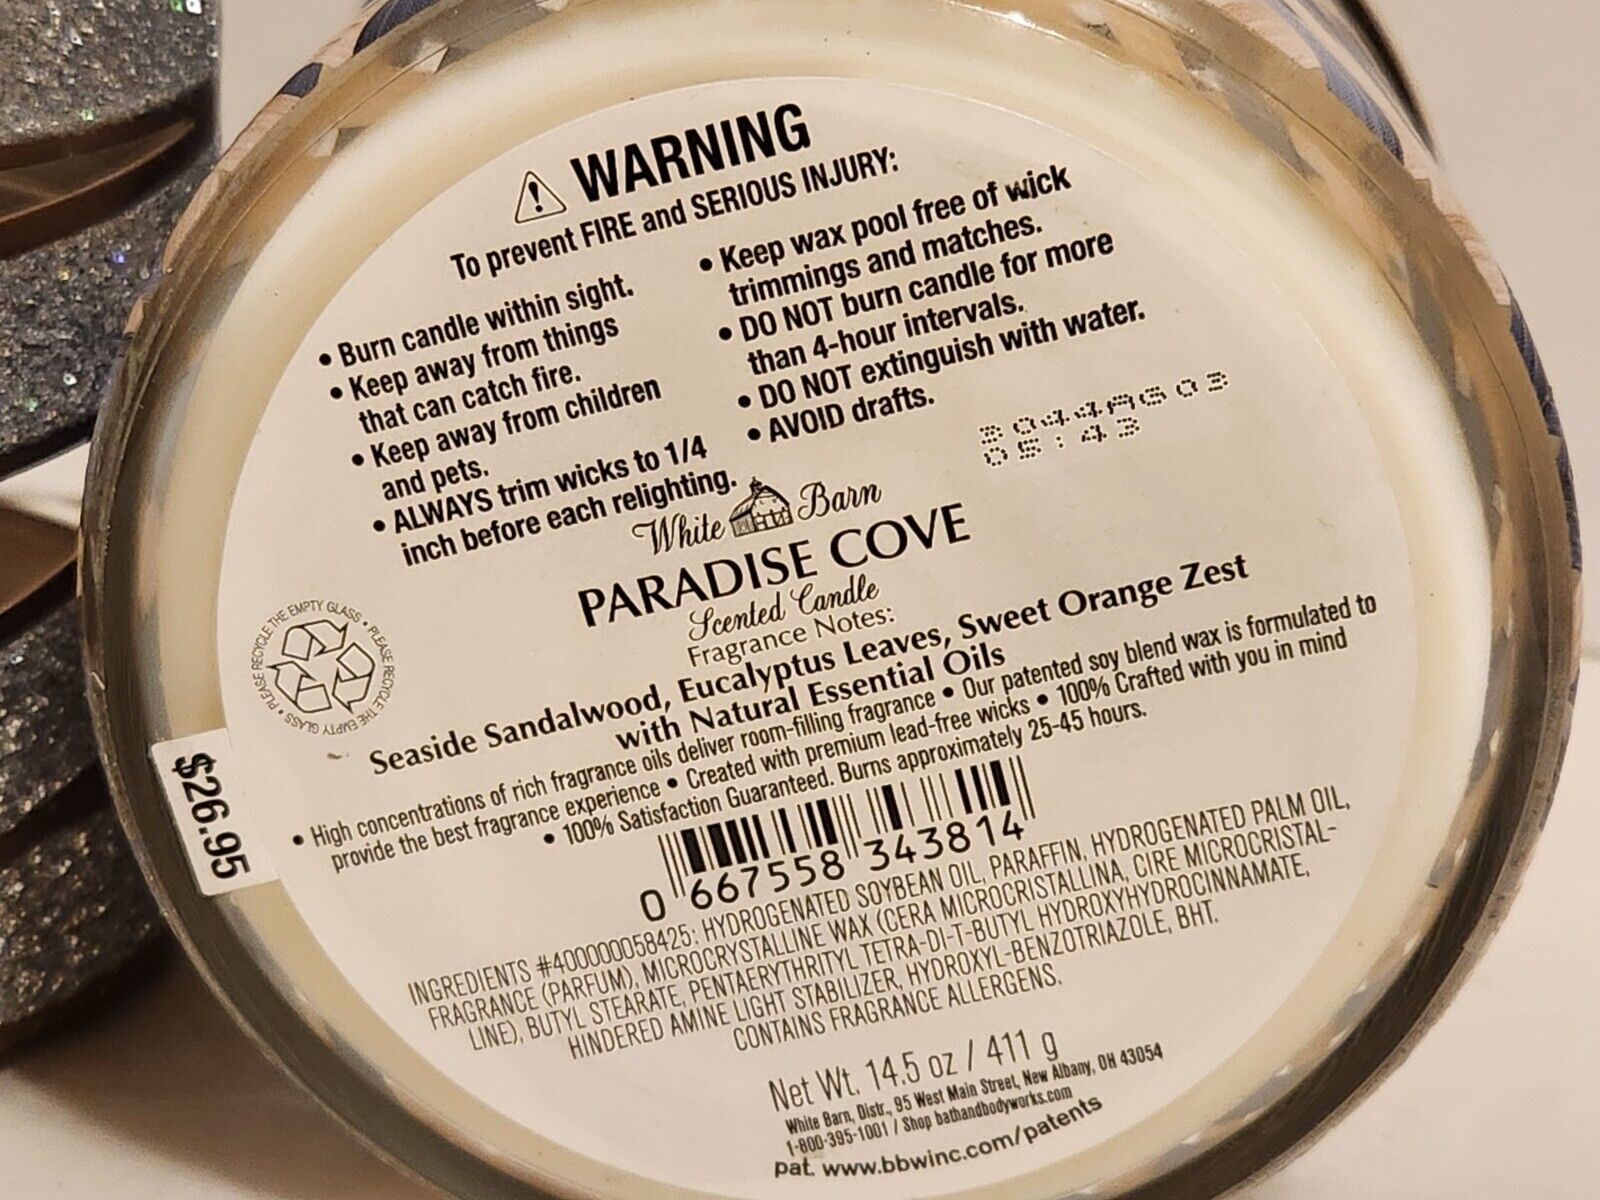 WARNING
To prevent FIRE and SERIOUS INJURY:
• Burn candle within sight.
• Keep away from things
that can catch fire.
• Keep away from children
and pets.
• ALWAYS trim wicks to 1/4
inch before each relighting.
• Keep wax pool free of wick
trimmings and matches.
• DO NOT burn candle for more
than 4-hour intervals.
• DO NOT extinguish with water.
• AVOID drafts.
05:43
White Barn
PARADISE COVE
Scented Candle
Fragrance Notes:
Seaside Sandalwood, Eucalyptus Leaves, Sweet Orange Zest
with Natural Essential Oils
• High concentrations of rich fragrance oils deliver room-filling fragrance • Our patented soy blend wax is formulated to
provide the best fragrance experience • Created with premium lead-free wicks • 100% Crafted with you in mind
• 100% Satisfaction Guaranteed. Burns approximately 25-45 hours.
PLEASE RECYCLE THE EMPTY GLASS • PLEASE RECYCLE THE EMPTY GLASS •
$26.95
0 667558 343814
INGREDIENTS #400000058425: HYDROGENATED SOYBEAN OIL, PARAFFIN, HYDROGENATED PALM OIL,
FRAGRANCE (PARFUM), MICROCRYSTALLINE WAX (CERA MICROCRISTALLINA, CIRE MICROCRISTAL-
LINE), BUTYL STEARATE, PENTAERYTHRITYL TETRA-DI-T-BUTYL HYDROXYHYDROCINNAMATE,
HINDERED AMINE LIGHT STABILIZER, HYDROXYL-BENZOTRIAZOLE, BHT.
CONTAINS FRAGRANCE ALLERGENS.
Net Wt. 14.5 oz / 411 g
White Barn, Distr., 95 West Main Street, New Albany, OH 43054
1-800-395-1001 / Shop bathandbodyworks.com
pat. www.bbwinc.com/patents